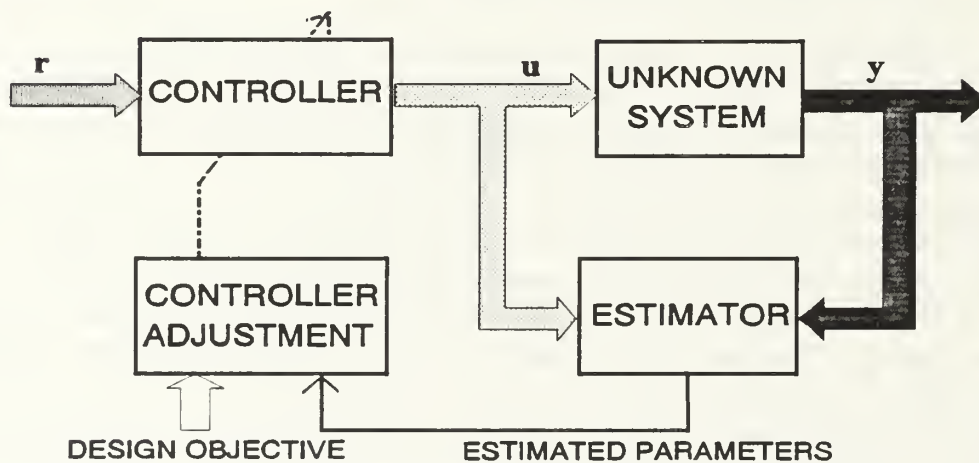 r
CONTROLLER
u
UNKNOWN
SYSTEM
y
CONTROLLER
ADJUSTMENT
ESTIMATOR
DESIGN OBJECTIVE
ESTIMATED PARAMETERS